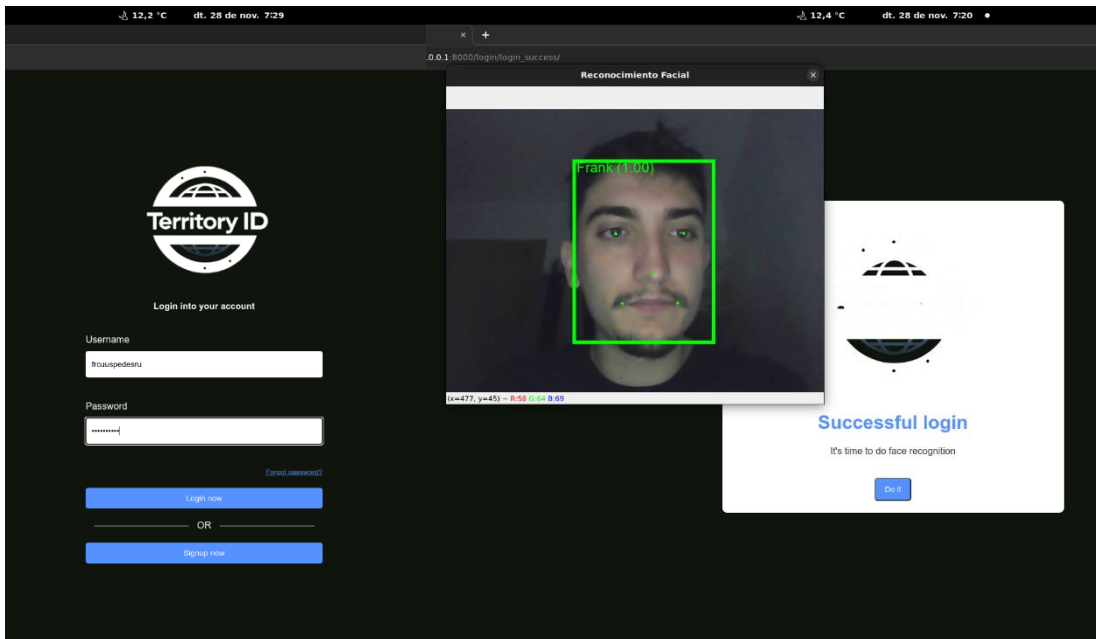 12,2 °C dt. 28 de nov. 7:29
12,4 °C dt. 28 de nov. 7:20
.0.0.1:8000/login/login_success/
Reconocimiento Facial
Frank (1.00)
(x=477, y=45) ~ R:58 G:64 B:69
Territory ID
Login into your account
Username
frcuuspedesru
Password
Forgot password?
Login now
OR
Signup now
Successful login
It's time to do face recognition
Do it